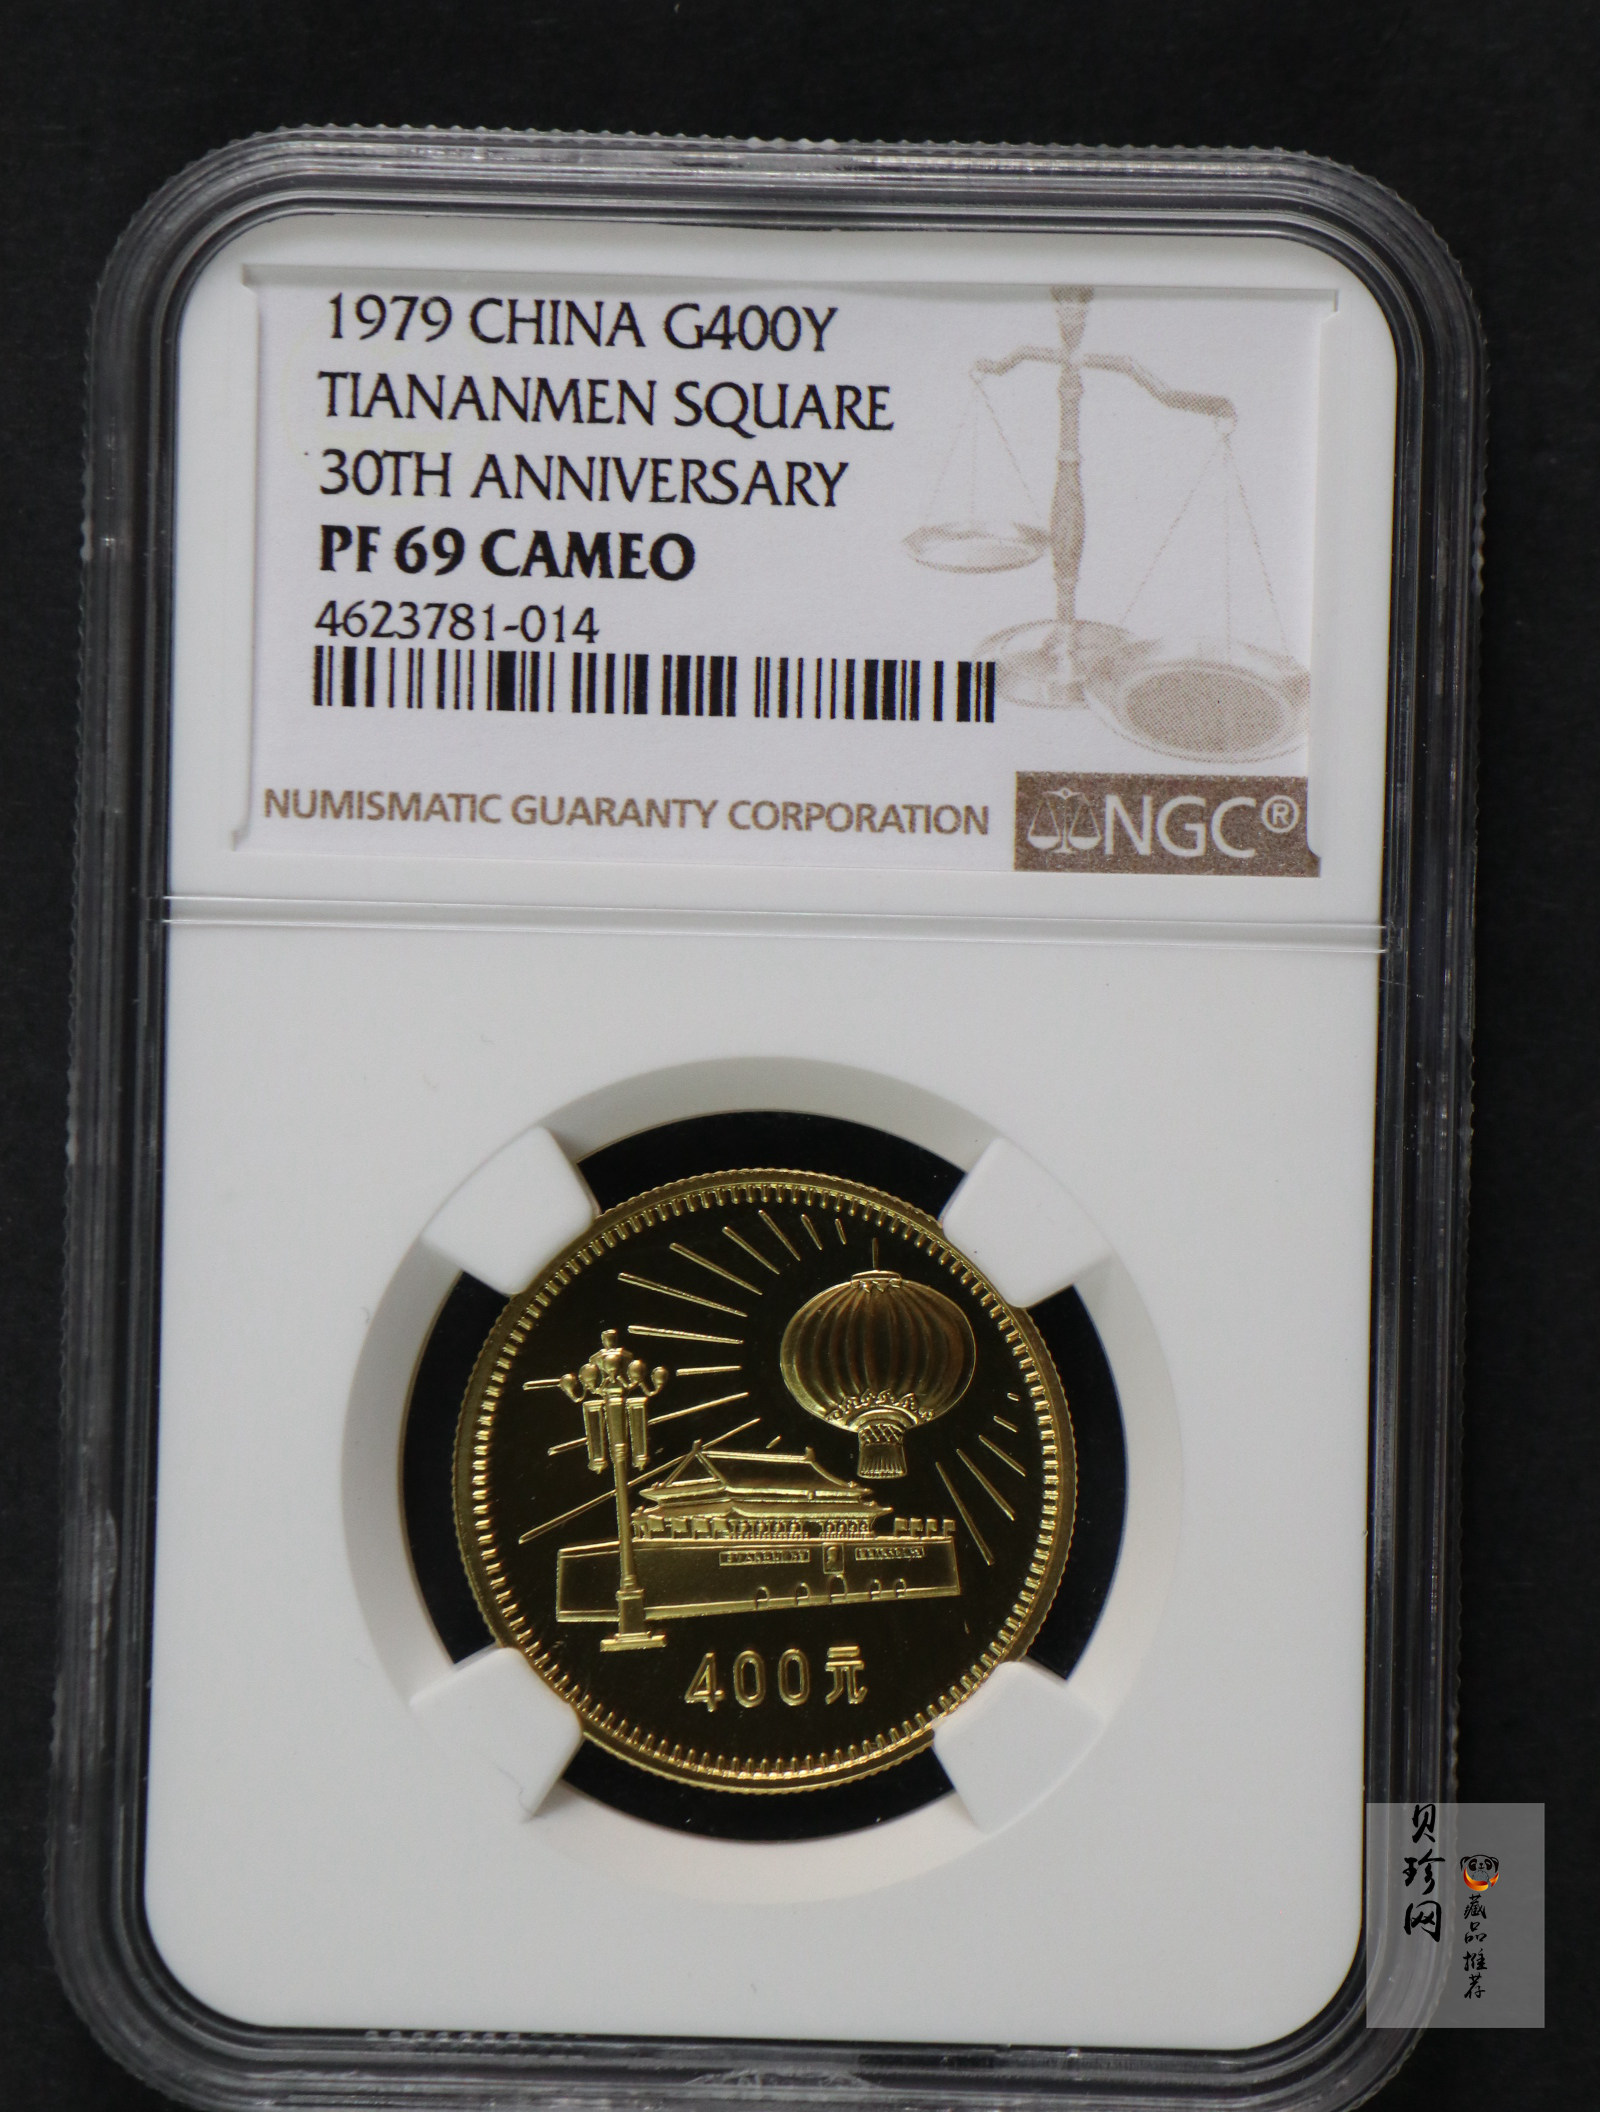 1979 CHINA G400Y
TIANANMEN SQUARE
30TH ANNIVERSARY
PF 69 CAMEO
4623781-014
NUMISMATIC GUARANTY CORPORATION
NGC®
400元
贝珍网
藏品推荐